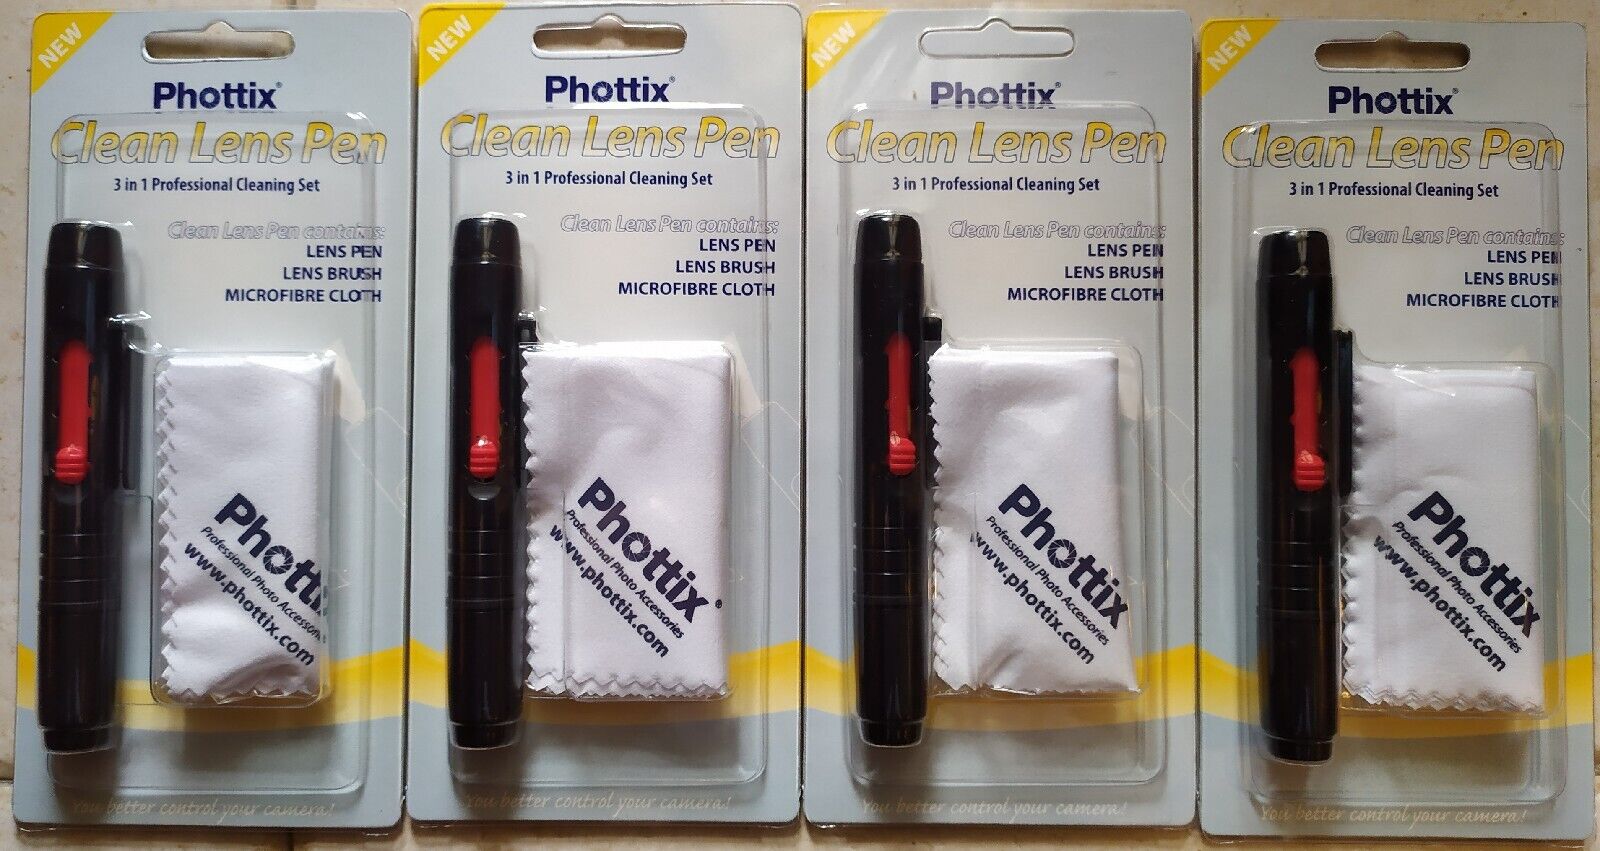 NEW
Phottix®
Clean Lens Pen
3 in 1 Professional Cleaning Set
Clean Lens Pen contains:
LENS PEN
LENS BRUSH
MICROFIBRE CLOTH
Phottix
Professional Photo Accessories
www.phottix.com
You better control your camera!
NEW
Phottix®
Clean Lens Pen
3 in 1 Professional Cleaning Set
Clean Lens Pen contains:
LENS PEN
LENS BRUSH
MICROFIBRE CLOTH
Phottix®
Professional Photo Accessories
www.phottix.com
You better control your camera!
NEW
Phottix®
Clean Lens Pen
3 in 1 Professional Cleaning Set
Clean Lens Pen contains:
LENS PEN
LENS BRUSH
MICROFIBRE CLOTH
Phottix
Professional Photo Accessories
www.phottix.com
You better control your camera!
NEW
Phottix®
Clean Lens Pen
3 in 1 Professional Cleaning Set
Clean Lens Pen contains:
LENS PEN
LENS BRUSH
MICROFIBRE CLOTH
Phottix
Professional Photo Accessories
www.phottix.com
You better control your camera!